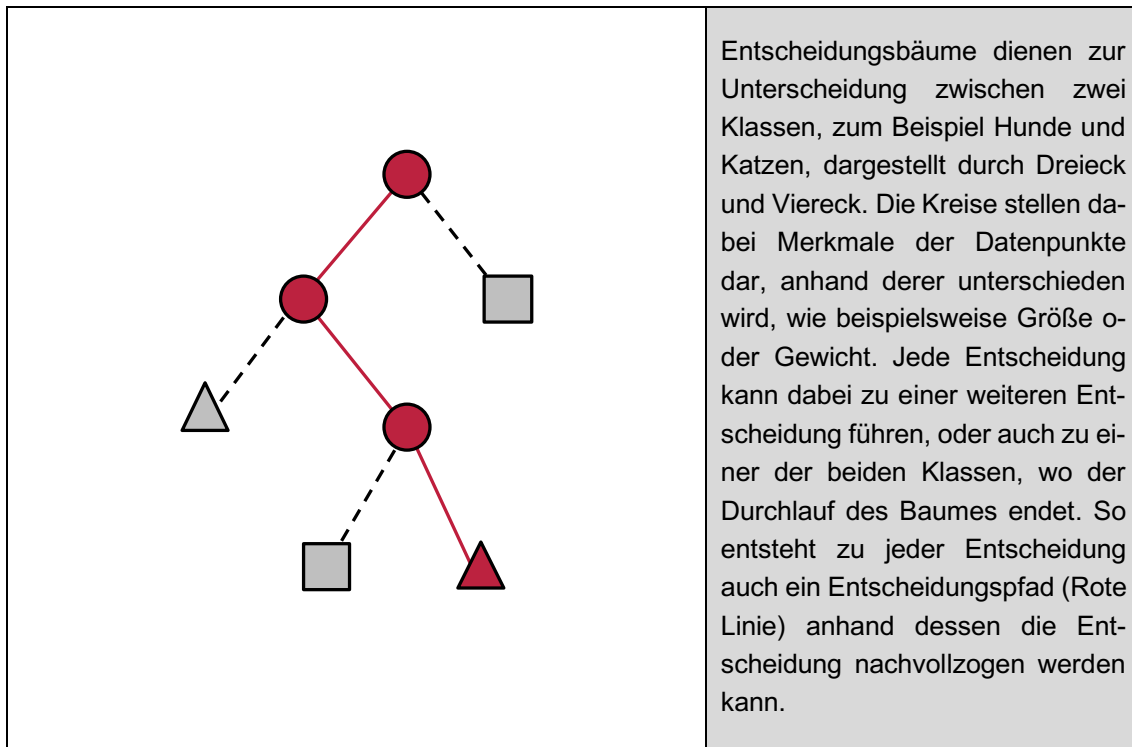 Entscheidungsbäume dienen zur
Unterscheidung zwischen zwei
Klassen, zum Beispiel Hunde und
Katzen, dargestellt durch Dreieck
und Viereck. Die Kreise stellen da-
bei Merkmale der Datenpunkte
dar, anhand derer unterschieden
wird, wie beispielsweise Größe o-
der Gewicht. Jede Entscheidung
kann dabei zu einer weiteren Ent-
scheidung führen, oder auch zu ei-
ner der beiden Klassen, wo der
Durchlauf des Baumes endet. So
entsteht zu jeder Entscheidung
auch ein Entscheidungspfad (Rote
Linie) anhand dessen die Ent-
scheidung nachvollzogen werden
kann.